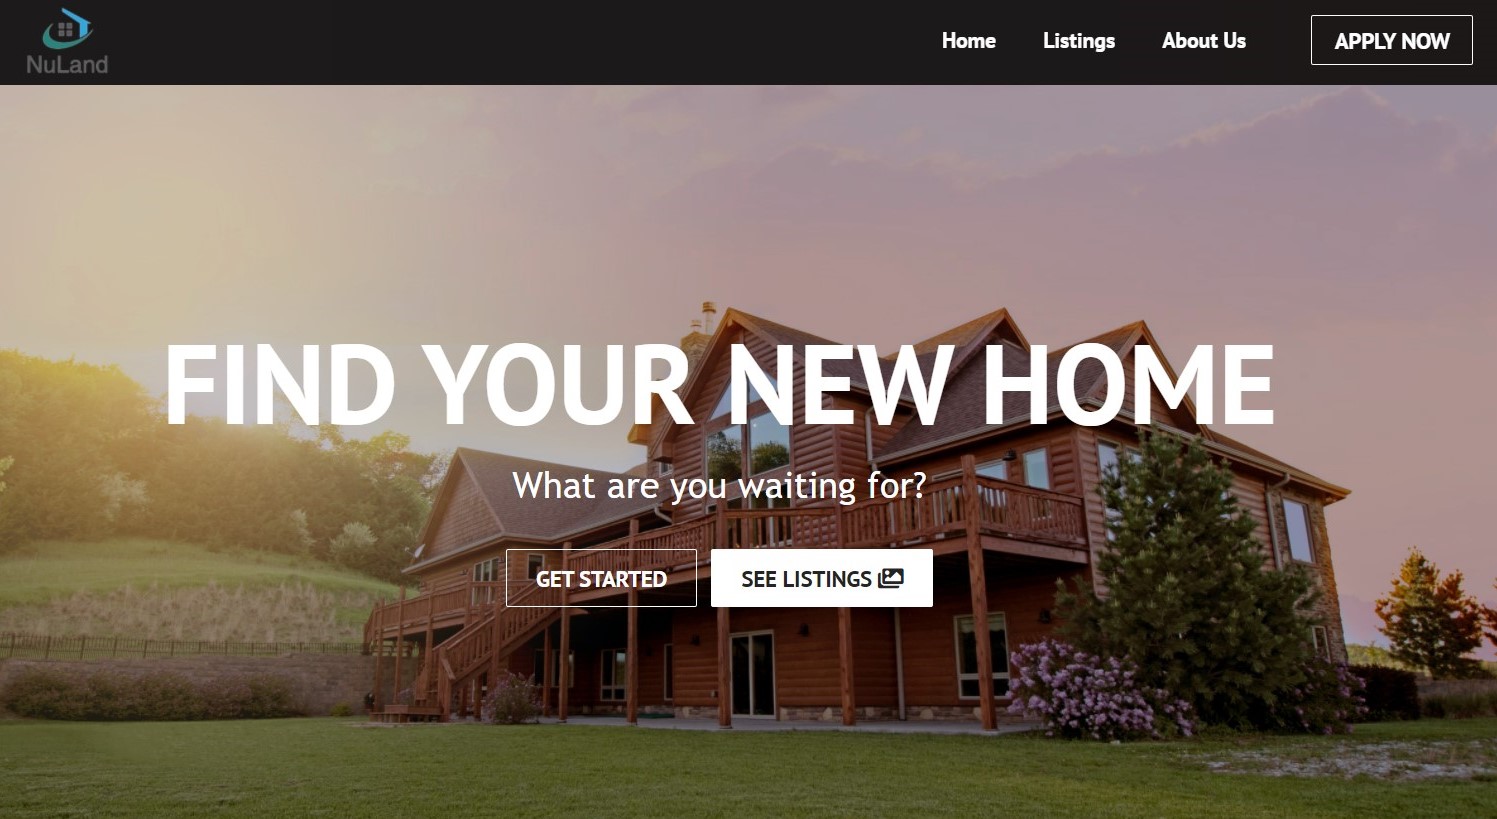 NuLand
Home Listings About Us APPLY NOW
FIND YOUR NEW HOME
What are you waiting for?
GET STARTED SEE LISTINGS